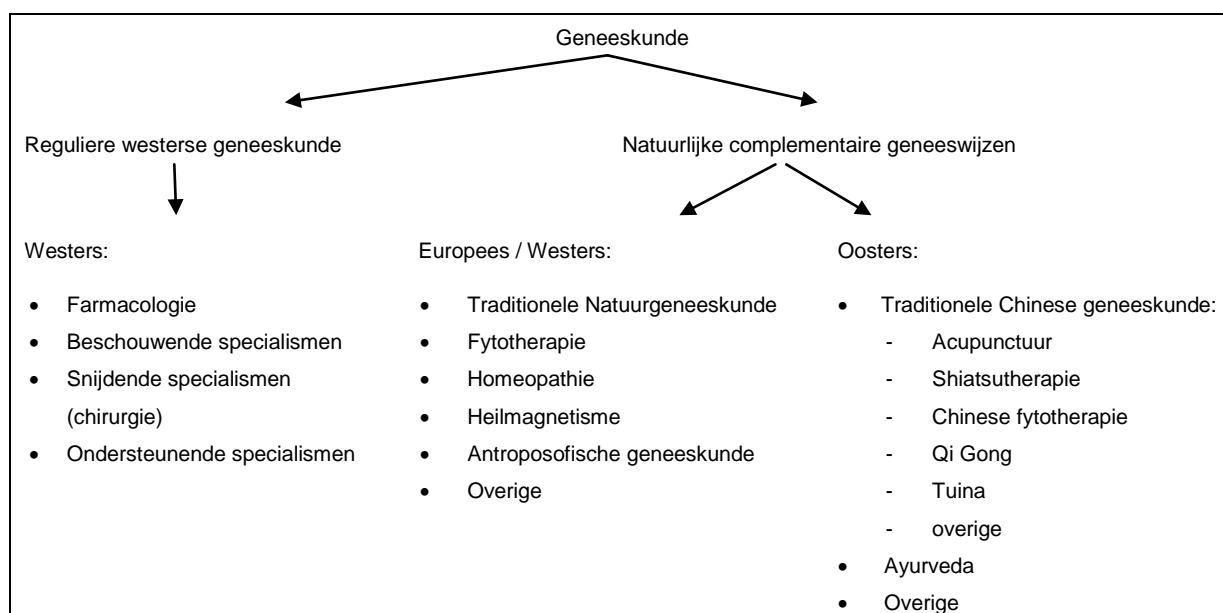 Geneeskunde
Reguliere westerse geneeskunde
Natuurlijke complementaire geneeswijzen
Westers:
• Farmacologie
• Beschouwende specialismen
• Snijdende specialismen
(chirurgie)
• Ondersteunende specialismen
Europees / Westers:
• Traditionele Natuurgeneeskunde
• Fytotherapie
• Homeopathie
• Heilmagnetisme
• Antroposofische geneeskunde
• Overige
Oosters:
• Traditionele Chinese geneeskunde:
- Acupunctuur
- Shiatsutherapie
- Chinese fytotherapie
- Qi Gong
- Tuina
- overige
• Ayurveda
• Overige